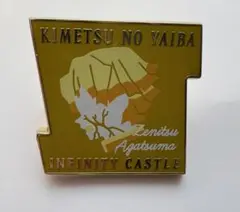 KIMETSU NO YAIBA
Zenitsu
Agatsuma
INFINITY CASTLE